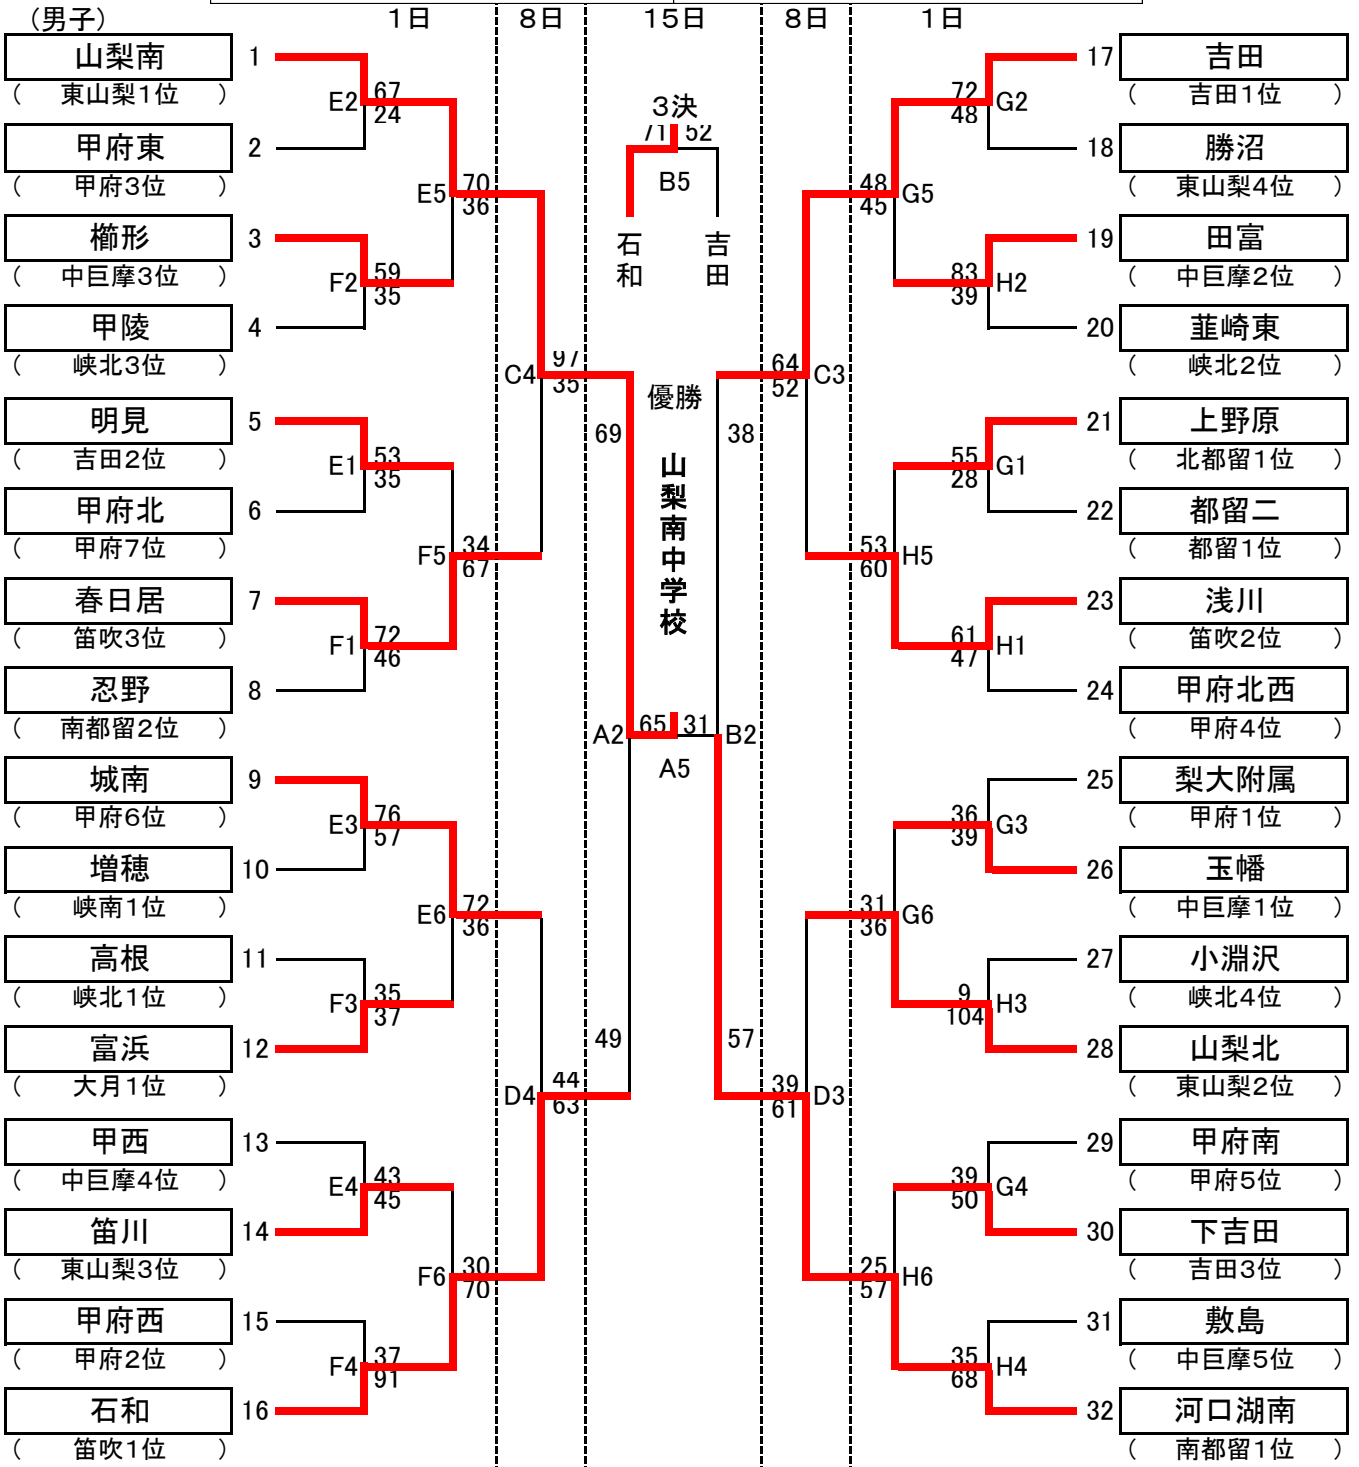 （男子）
1日 8日 15日 8日 1日
山梨南 1
（ 東山梨1位 ）
甲府東 2
（ 甲府3位 ）
E2 67 24
櫛形 3
（ 中巨摩3位 ）
甲陵 4
（ 峡北3位 ）
F2 59 35
E5 70 36
明見 5
（ 吉田2位 ）
甲府北 6
（ 甲府7位 ）
E1 53 35
春日居 7
（ 笛吹3位 ）
忍野 8
（ 南都留2位 ）
F1 72 46
F5 34 67
C4 97 35
城南 9
（ 甲府6位 ）
増穂 10
（ 峡南1位 ）
E3 76 57
高根 11
（ 峡北1位 ）
富浜 12
（ 大月1位 ）
F3 35 37
E6 72 36
甲西 13
（ 中巨摩4位 ）
笛川 14
（ 東山梨3位 ）
E4 43 45
甲府西 15
（ 甲府2位 ）
石和 16
（ 笛吹1位 ）
F4 37 91
F6 30 70
D4 44 63
3決
71 52
B5
石和 吉田
優勝
山梨南中学校
69 38
A2 65 31 B2
A5
49 57
17 吉田
（ 吉田1位 ）
18 勝沼
（ 東山梨4位 ）
72 48 G2
19 田富
（ 中巨摩2位 ）
20 韮崎東
（ 峡北2位 ）
83 39 H2
48 45 G5
21 上野原
（ 北都留1位 ）
22 都留二
（ 都留1位 ）
55 28 G1
23 浅川
（ 笛吹2位 ）
24 甲府北西
（ 甲府4位 ）
61 47 H1
53 60 H5
64 52 C3
25 梨大附属
（ 甲府1位 ）
26 玉幡
（ 中巨摩1位 ）
36 39 G3
27 小淵沢
（ 峡北4位 ）
28 山梨北
（ 東山梨2位 ）
9 104 H3
31 36 G6
29 甲府南
（ 甲府5位 ）
30 下吉田
（ 吉田3位 ）
39 50 G4
31 敷島
（ 中巨摩5位 ）
32 河口湖南
（ 南都留1位 ）
35 68 H4
25 57 H6
39 61 D3